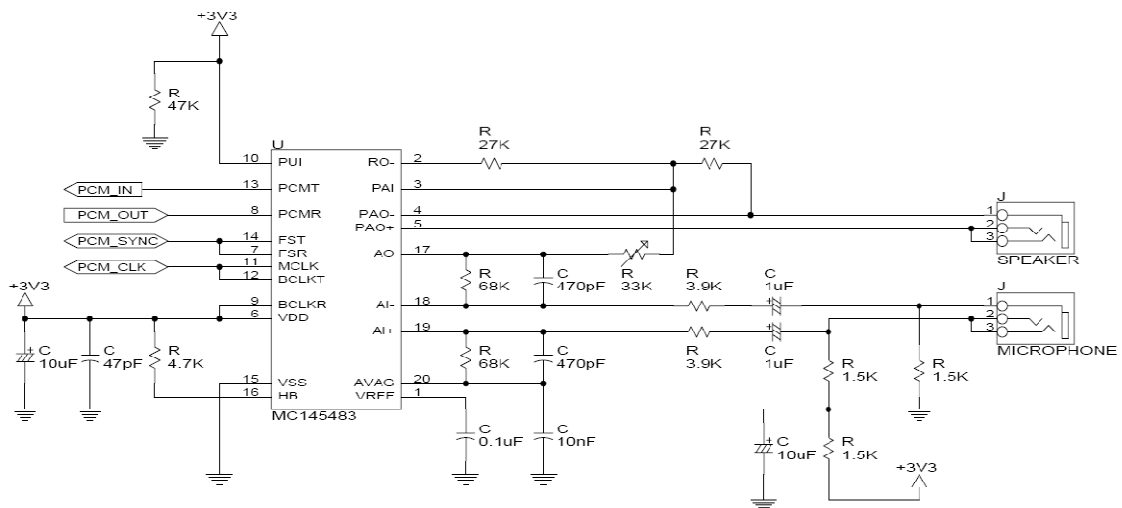 +3V3
R
47K
U
10 PUI
13 PCMT
8 PCMR
14 FST
7 FSR
11 MCLK
12 BCLKT
9 BCLKR
6 VDD
15 VSS
16 HB
MC145483
PCM_IN
PCM_OUT
PCM_SYNC
PCM_CLK
+3V3
+ C
10uF
C
47pF
R
4.7K
RO- 2
PAI 3
PAO- 4
PAO+ 5
AO 17
AI- 18
AI+ 19
AVAG 20
VREF 1
R
27K
R
27K
R
68K
C
470pF
R
33K
R
3.9K
+ C
1uF
R
68K
C
470pF
R
3.9K
+ C
1uF
C
0.1uF
C
10nF
J
1
2
3
SPEAKER
J
1
2
3
MICROPHONE
R
1.5K
R
1.5K
+ C
10uF
R
1.5K
+3V3